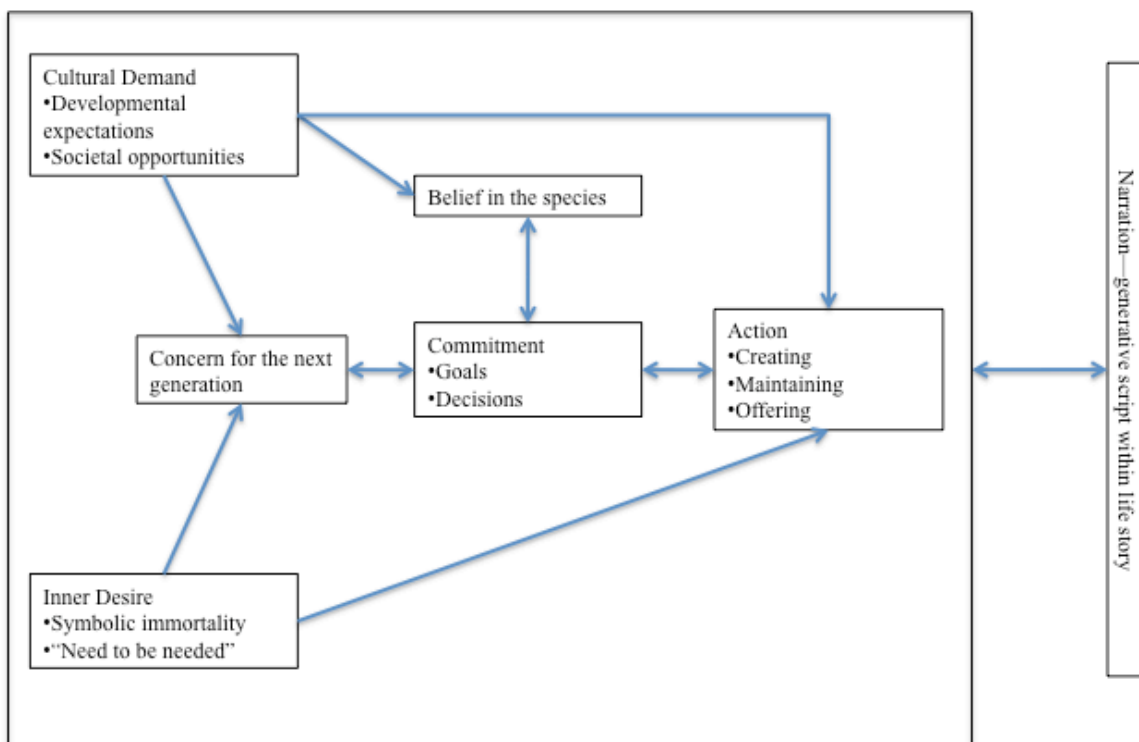 Cultural Demand
•Developmental
expectations
•Societal opportunities
Belief in the species
Concern for the next
generation
Commitment
•Goals
•Decisions
Action
•Creating
•Maintaining
•Offering
Inner Desire
•Symbolic immortality
•“Need to be needed”
Narration—generative script within life story